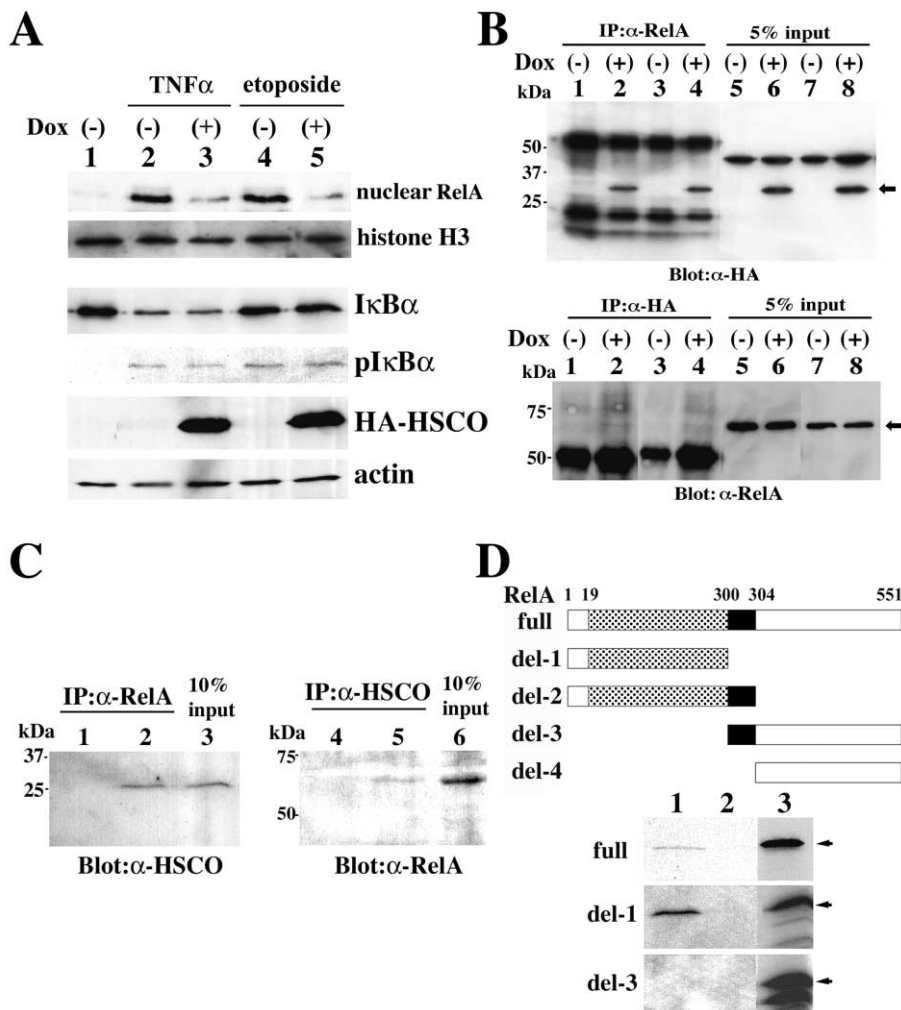 A
TNFα etoposide
Dox (-) (-) (+) (-) (+)
1 2 3 4 5
nuclear RelA
histone H3
IκBα
pIκBα
HA-HSCO
actin
B
IP:α-RelA 5% input
Dox (-) (+) (-) (+) (-) (+) (-) (+)
kDa 1 2 3 4 5 6 7 8
50-
37-
25-
Blot:α-HA
IP:α-HA 5% input
Dox (-) (+) (-) (+) (-) (+) (-) (+)
kDa 1 2 3 4 5 6 7 8
75-
50-
Blot: α-RelA
C
IP:α-RelA 10% input
kDa 1 2 3
37-
25-
Blot:α-HSCO
IP:α-HSCO 10% input
kDa 4 5 6
75-
50-
Blot:α-RelA
D
RelA 1 19 300 304 551
full
del-1
del-2
del-3
del-4
1 2 3
full
del-1
del-3